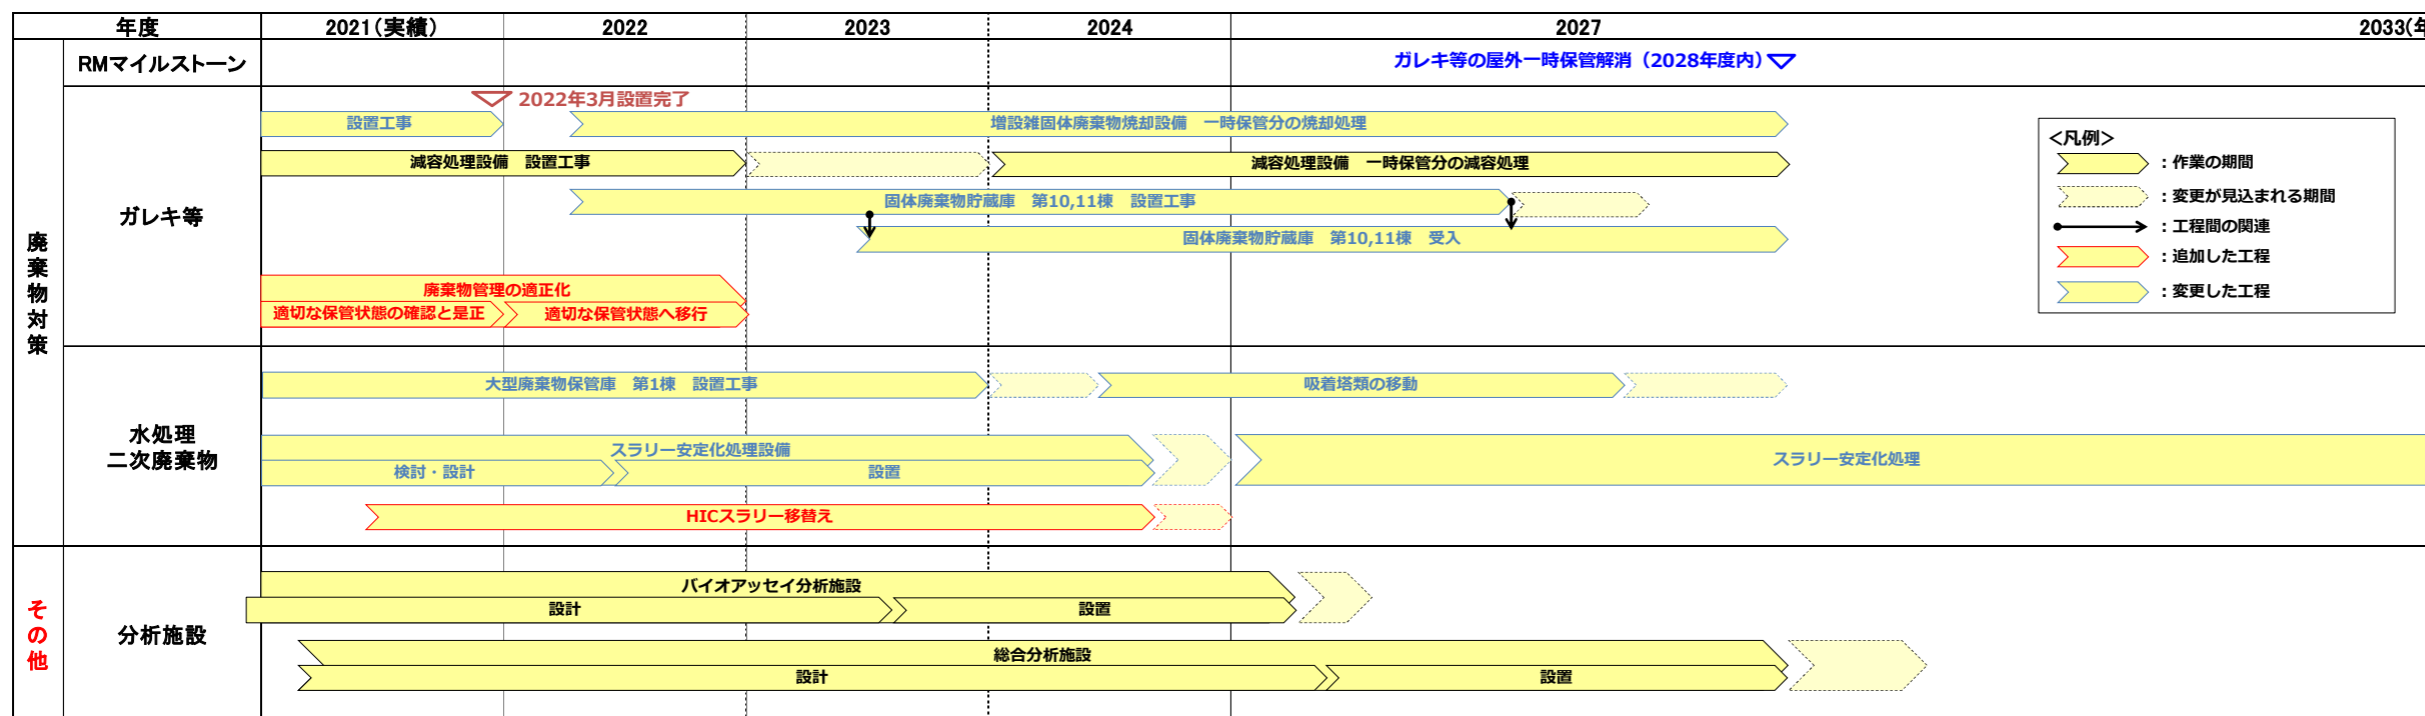 年度
2021(実績)
2022
2023
2024
2027
2033(年
RMマイルストーン
ガレキ等の屋外一時保管解消（2028年度内）
廃棄物対策
ガレキ等
2022年3月設置完了
設置工事
増設雑固体廃棄物焼却設備　一時保管分の焼却処理
減容処理設備　設置工事
減容処理設備　一時保管分の減容処理
固体廃棄物貯蔵庫　第10,11棟　設置工事
固体廃棄物貯蔵庫　第10,11棟　受入
廃棄物管理の適正化
適切な保管状態の確認と是正
適切な保管状態へ移行
<凡例>
：作業の期間
：変更が見込まれる期間
：工程間の関連
：追加した工程
：変更した工程
水処理
二次廃棄物
大型廃棄物保管庫　第1棟　設置工事
吸着塔類の移動
スラリー安定化処理設備
検討・設計
設置
スラリー安定化処理
HICスラリー移替え
その他
分析施設
バイオアッセイ分析施設
設計
設置
総合分析施設
設計
設置